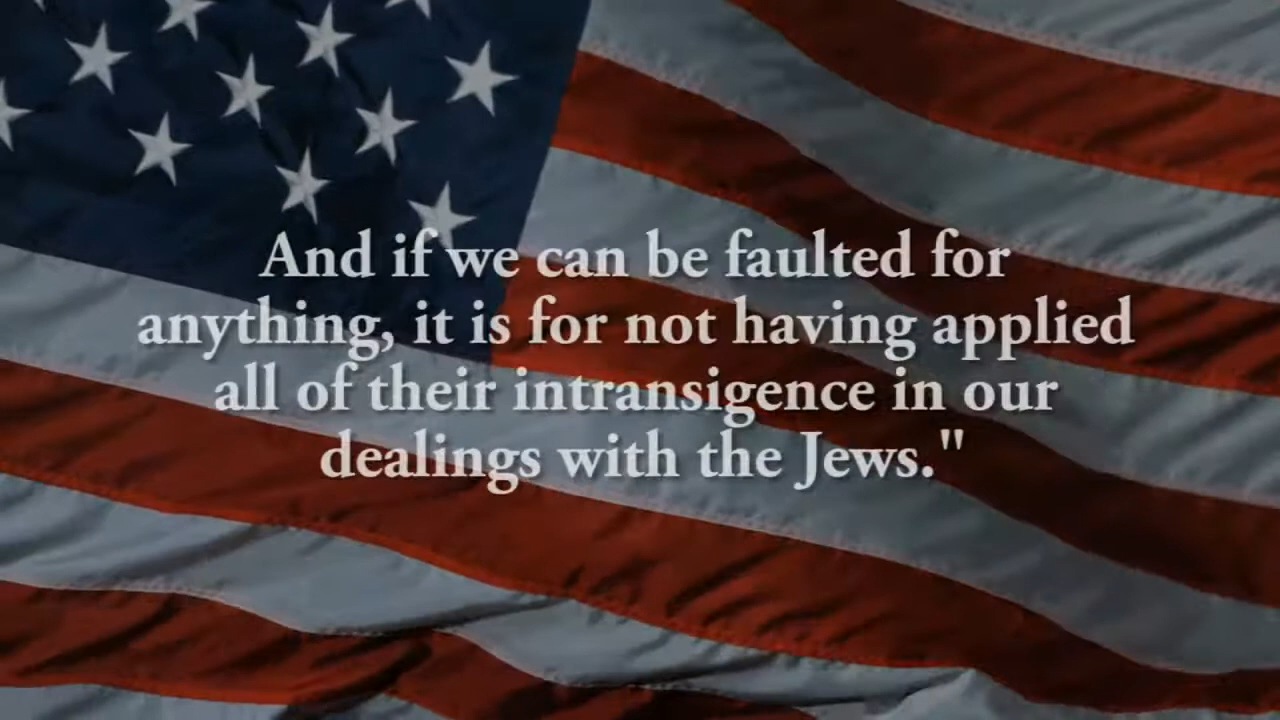 And if we can be faulted for
anything, it is for not having applied
all of their intransigence in our
dealings with the Jews."